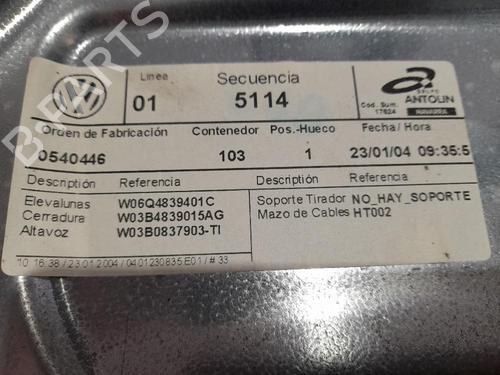 Linea
01
Secuencia
5114
GRUPO
ANTOLIN
NAVARRA
Cod. Sum.
17624
Orden de Fabricación
0540446
Contenedor
103
Pos.-Hueco
1
Fecha/ Hora
23/01/04 09:35:5
Descripción Referencia
Elevalunas W06Q4839401C
Cerradura W03B4839015AG
Altavoz W03B0837903-TI
Descripción Referencia
Soporte Tirador NO_HAY_SOPORTE
Mazo de Cables HT002
10 16:38 / 23.01.2004 / 0401230835.E01 / # 33
B-PARTS